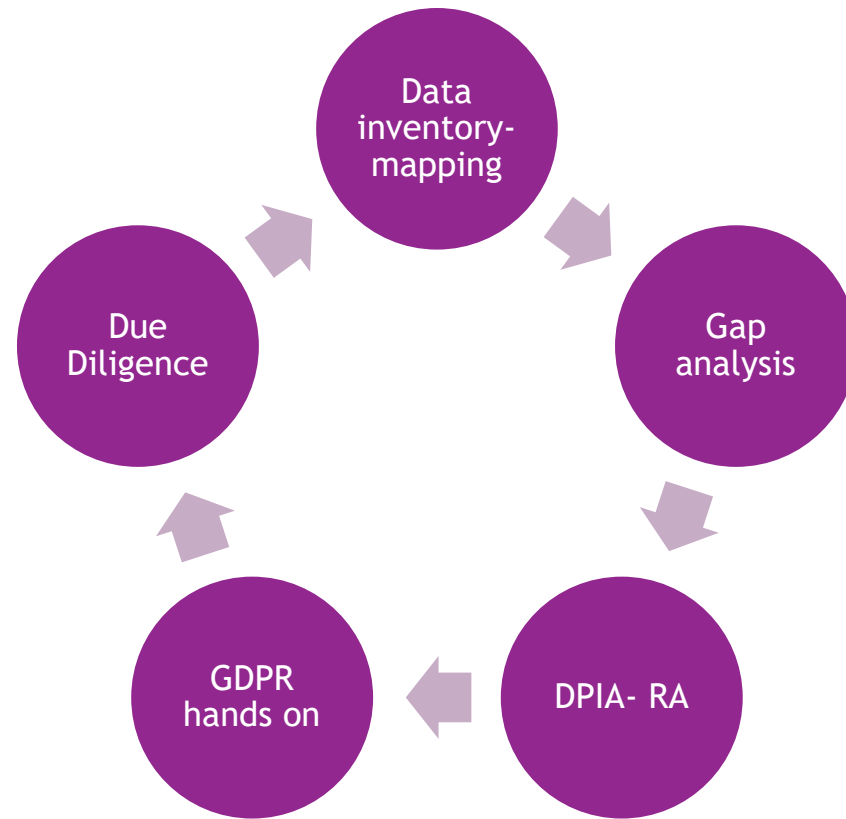 Data
inventory-
mapping
Gap
analysis
DPIA- RA
GDPR
hands on
Due
Diligence